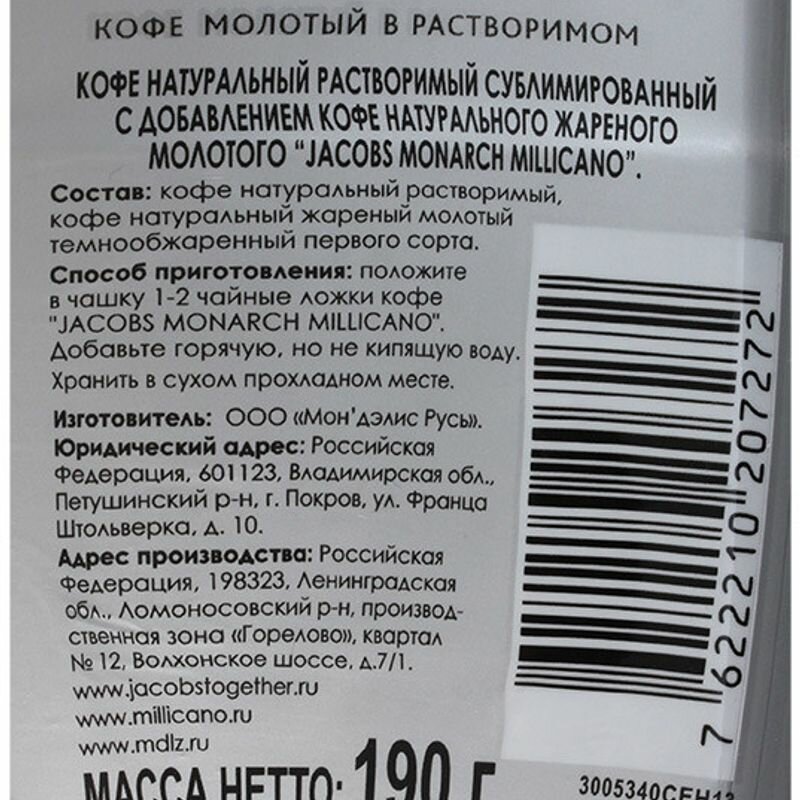 КОФЕ МОЛОТЫЙ В РАСТВОРИМОМ
КОФЕ НАТУРАЛЬНЫЙ РАСТВОРИМЫЙ СУБЛИМИРОВАННЫЙ
С ДОБАВЛЕНИЕМ КОФЕ НАТУРАЛЬНОГО ЖАРЕНОГО
МОЛОТОГО “JACOBS MONARCH MILLICANO”.
Состав: кофе натуральный растворимый,
кофе натуральный жареный молотый
темнообжаренный первого сорта.
Способ приготовления: положите
в чашку 1-2 чайные ложки кофе
"JACOBS MONARCH MILLICANO".
Добавьте горячую, но не кипящую воду.
Хранить в сухом прохладном месте.
Изготовитель: ООО «Мон'дэлис Русь».
Юридический адрес: Российская
Федерация, 601123, Владимирская обл.,
Петушинский р-н, г. Покров, ул. Франца
Штольверка, д. 10.
Адрес производства: Российская
Федерация, 198323, Ленинградская
обл., Ломоносовский р-н, производ-
ственная зона «Горелово», квартал
№ 12, Волхонское шоссе, д.7/1.
www.jacobstogether.ru
www.millicano.ru
www.mdlz.ru
МАССА НЕТТО: 190 г
7 622210 207272